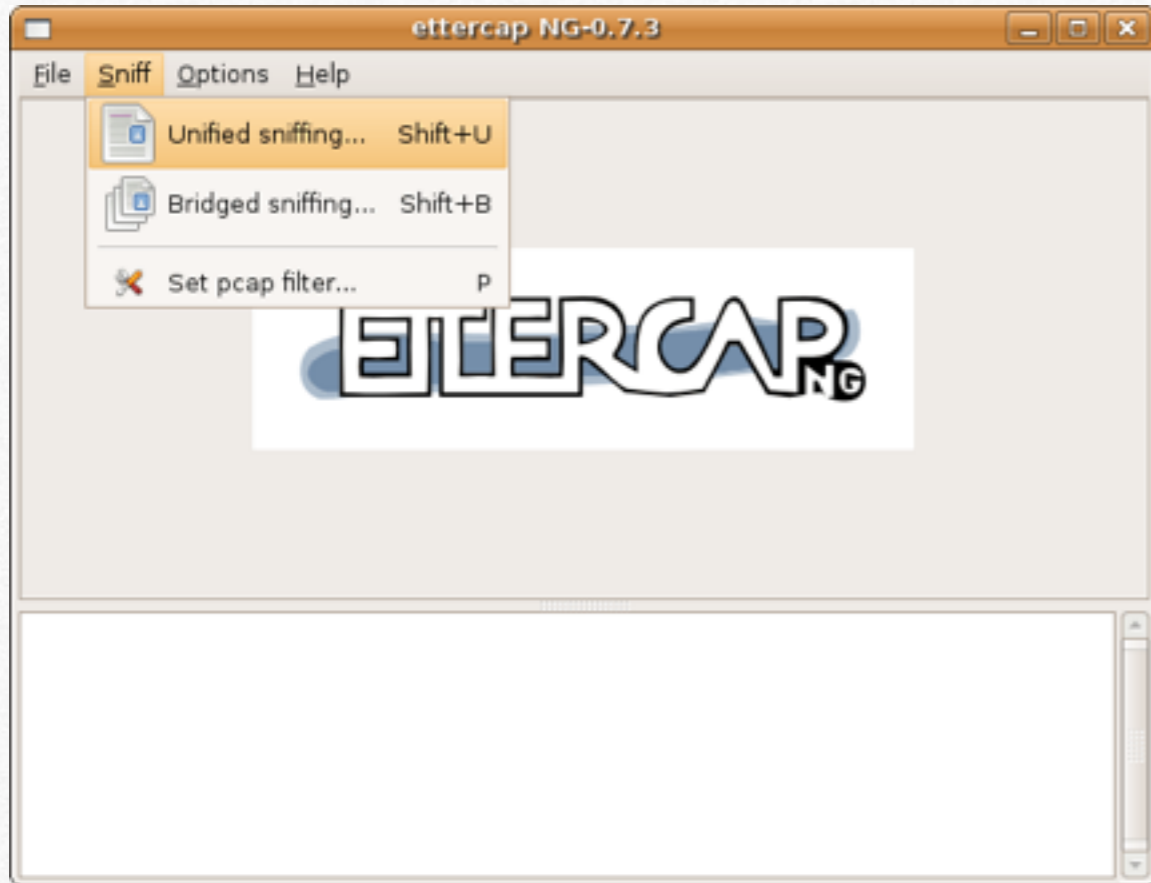 ettercap NG-0.7.3
File Sniff Options Help
Unified sniffing... Shift+U
Bridged sniffing... Shift+B
Set pcap filter... P
ETTERCAP NG